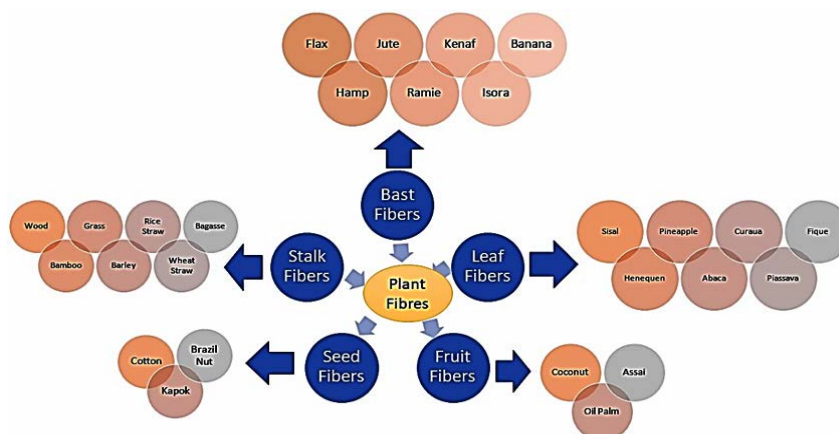 Flax
Jute
Kenaf
Banana
Hamp
Ramie
Isora
Bast
Fibers
Wood
Grass
Rice
Straw
Bagasse
Bamboo
Barley
Wheat
Straw
Stalk
Fibers
Leaf
Fibers
Sisal
Pineapple
Curaua
Fique
Henequen
Abaca
Piassava
Plant
Fibres
Cotton
Brazil
Nut
Kapok
Seed
Fibers
Fruit
Fibers
Coconut
Assai
Oil Palm